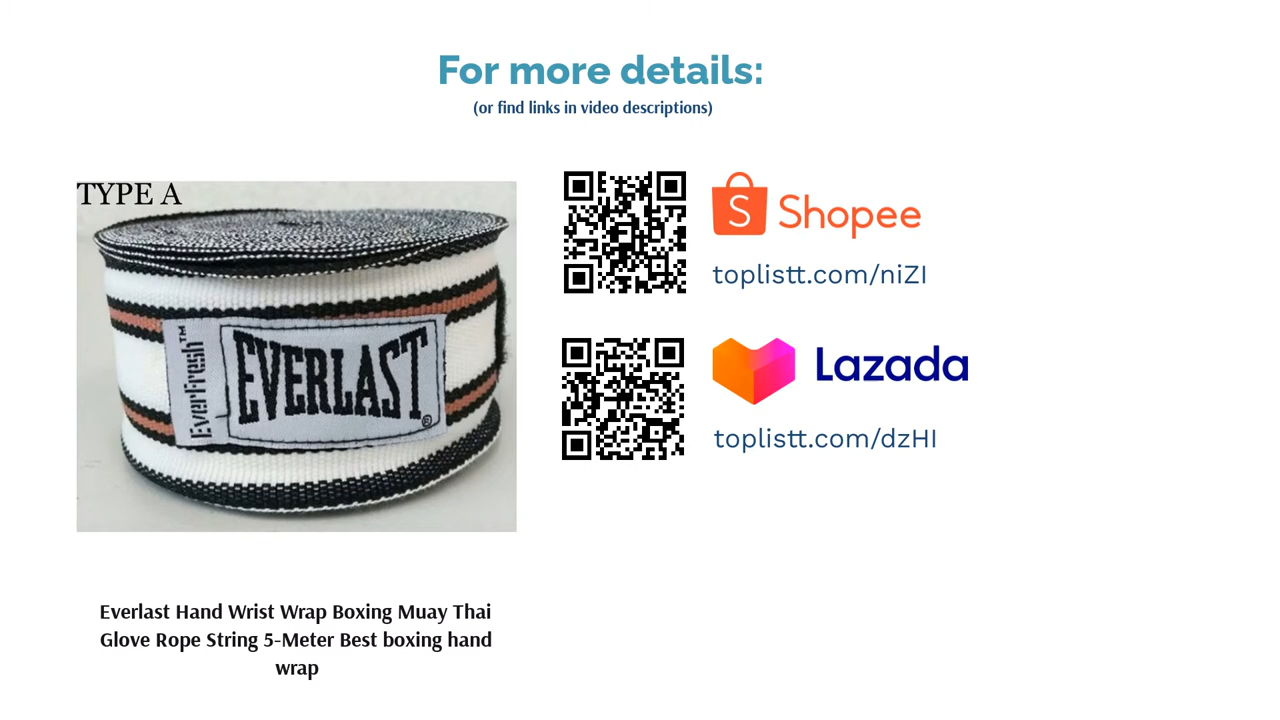 For more details:
(or find links in video descriptions)
TYPE A
EverFresh™
EVERLAST®
S Shopee
toplistt.com/niZI
Lazada
toplistt.com/dzHI
Everlast Hand Wrist Wrap Boxing Muay Thai
Glove Rope String 5-Meter Best boxing hand
wrap